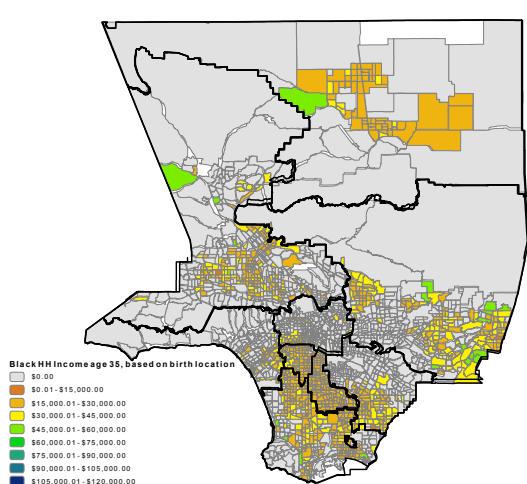 Black HH Income age 35, based on birth location
$0.00
$0.01 - $15,000.00
$15,000.01 - $30,000.00
$30,000.01 - $45,000.00
$45,000.01 - $60,000.00
$60,000.01 - $75,000.00
$75,000.01 - $90,000.00
$90,000.01 - $105,000.00
$105,000.01 - $120,000.00